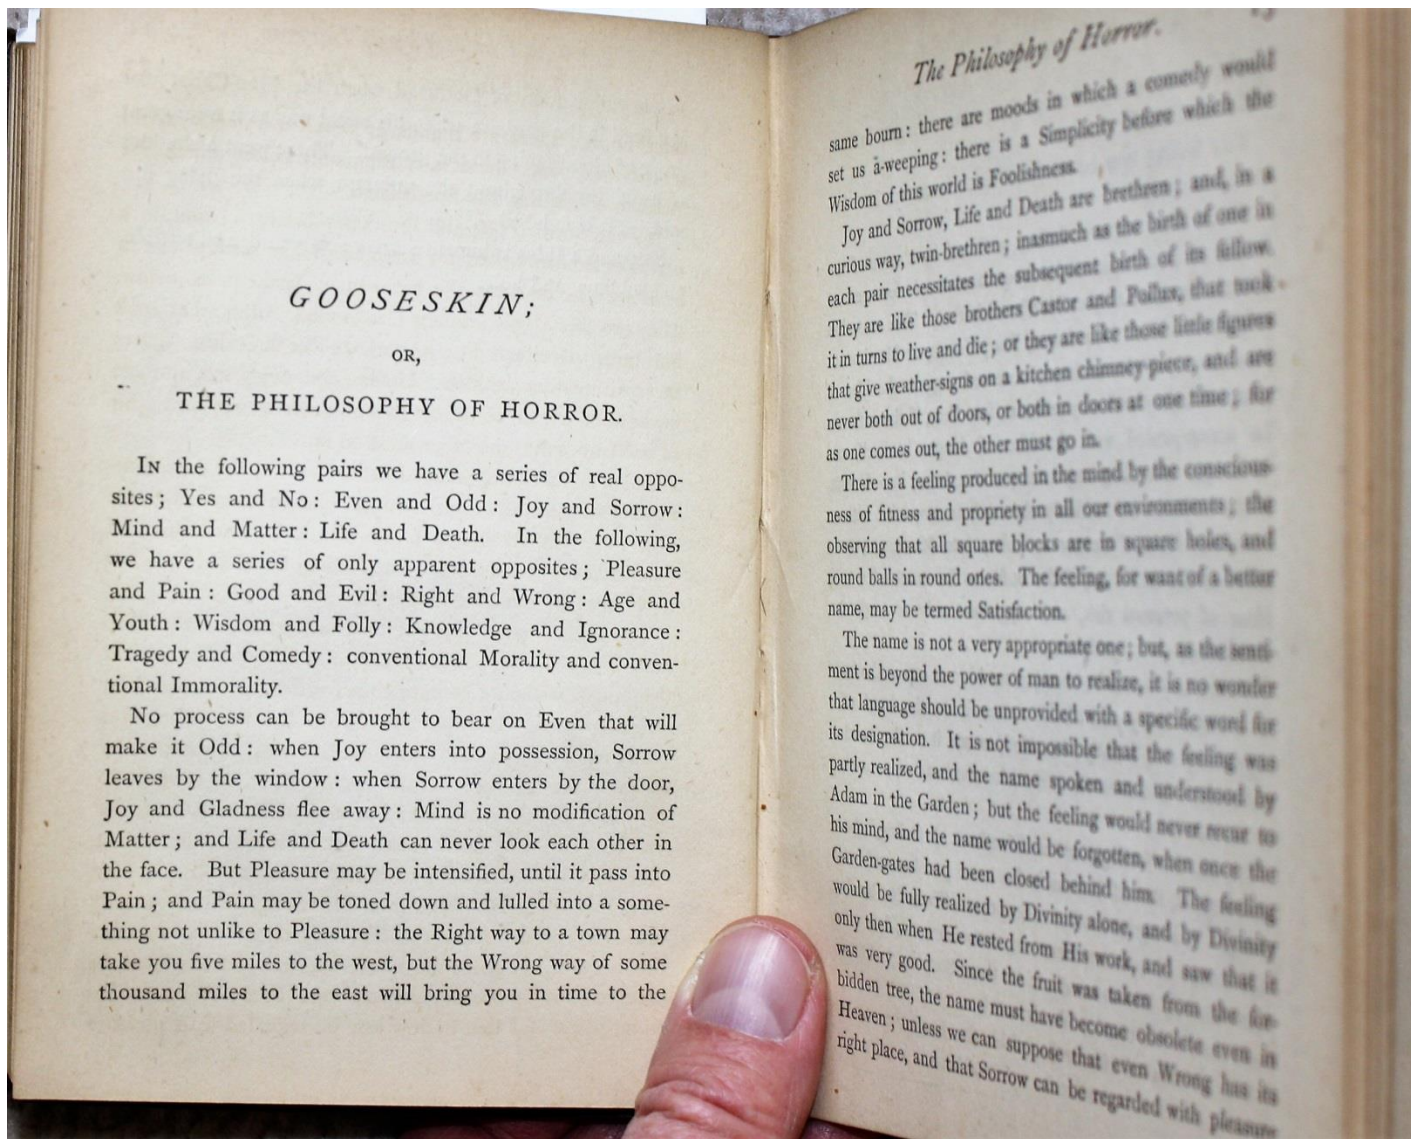 GOOSESKIN;
OR,
THE PHILOSOPHY OF HORROR.
IN the following pairs we have a series of real oppo-
sites; Yes and No: Even and Odd: Joy and Sorrow:
Mind and Matter: Life and Death. In the following,
we have a series of only apparent opposites; Pleasure
and Pain: Good and Evil: Right and Wrong: Age and
Youth: Wisdom and Folly: Knowledge and Ignorance:
Tragedy and Comedy: conventional Morality and conven-
tional Immorality.
No process can be brought to bear on Even that will
make it Odd: when Joy enters into possession, Sorrow
leaves by the window: when Sorrow enters by the door,
Joy and Gladness flee away: Mind is no modification of
Matter; and Life and Death can never look each other in
the face. But Pleasure may be intensified, until it pass into
Pain; and Pain may be toned down and lulled into a some-
thing not unlike to Pleasure: the Right way to a town may
take you five miles to the west, but the Wrong way of some
thousand miles to the east will bring you in time to the
The Philosophy of Horror.
same bourn: there are moods in which a comedy would
set us a-weeping: there is a Simplicity before which the
Wisdom of this world is Foolishness.
Joy and Sorrow, Life and Death are brethren; and, in a
curious way, twin-brethren; inasmuch as the birth of one in
each pair necessitates the subsequent birth of its fellow.
They are like those brothers Castor and Pollux, that took
it in turns to live and die; or they are like those little figures
that give weather-signs on a kitchen chimney-piece, and are
never both out of doors, or both in doors at one time; for
as one comes out, the other must go in.
There is a feeling produced in the mind by the conscious-
ness of fitness and propriety in all our environments; the
observing that all square blocks are in square holes, and
round balls in round ones. The feeling, for want of a better
name, may be termed Satisfaction.
The name is not a very appropriate one; but, as the senti-
ment is beyond the power of man to realize, it is no wonder
that language should be unprovided with a specific word for
its designation. It is not impossible that the feeling was
partly realized, and the name spoken and understood by
Adam in the Garden; but the feeling would never recur to
his mind, and the name would be forgotten, when once the
Garden-gates had been closed behind him. The feeling
would be fully realized by Divinity alone, and by Divinity
only then when He rested from His work, and saw that it
was very good. Since the fruit was taken from the for-
bidden tree, the name must have become obsolete even in
Heaven; unless we can suppose that even Wrong has its
right place, and that Sorrow can be regarded with pleasure